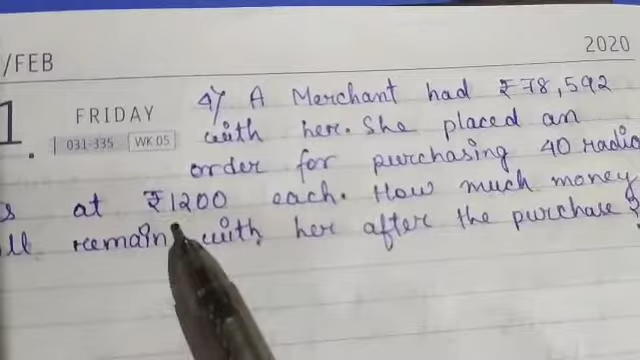 /FEB
2020
1.
FRIDAY
031-335 WK 05
4) A Merchant had ₹78,592
with her. She placed an
order for purchasing 40 radio
s at ₹1200 each. How much money
ll remain with her after the purchase?